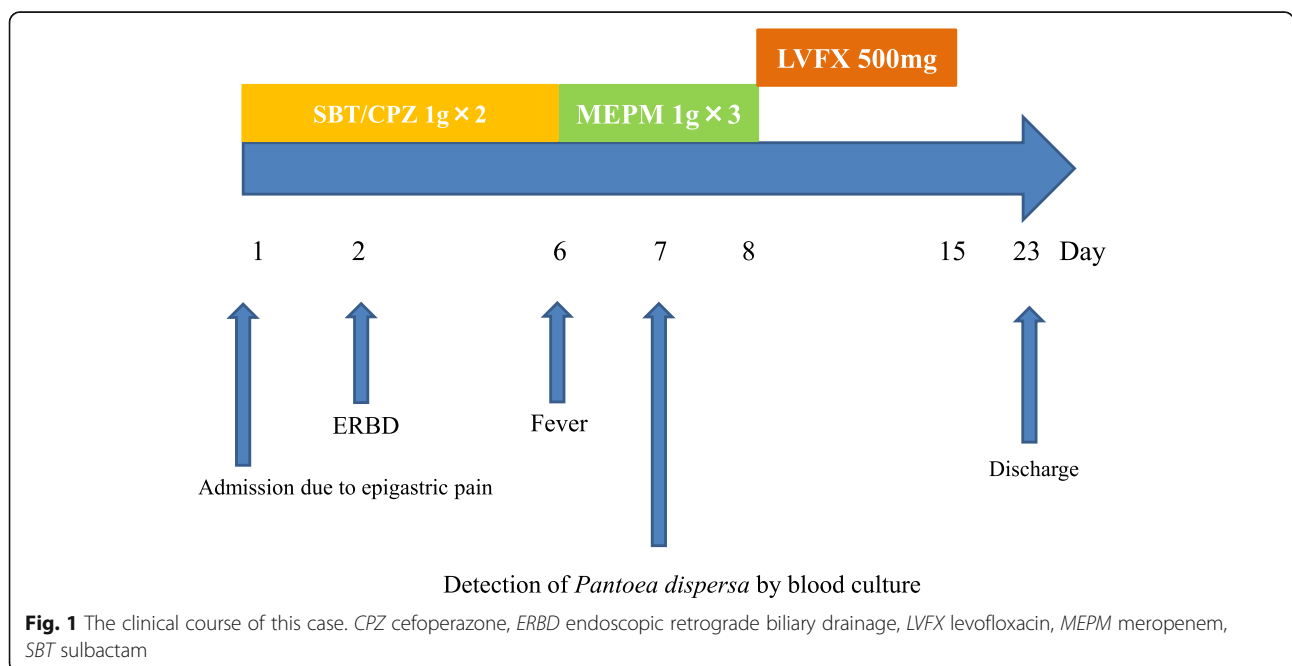 LVFX 500mg
SBT/CPZ 1g × 2
MEPM 1g × 3
1 2 6 7 8 15 23 Day
ERBD
Fever
Admission due to epigastric pain
Discharge
Detection of Pantoea dispersa by blood culture
Fig. 1 The clinical course of this case. CPZ cefoperazone, ERBD endoscopic retrograde biliary drainage, LVFX levofloxacin, MEPM meropenem,
SBT sulbactam